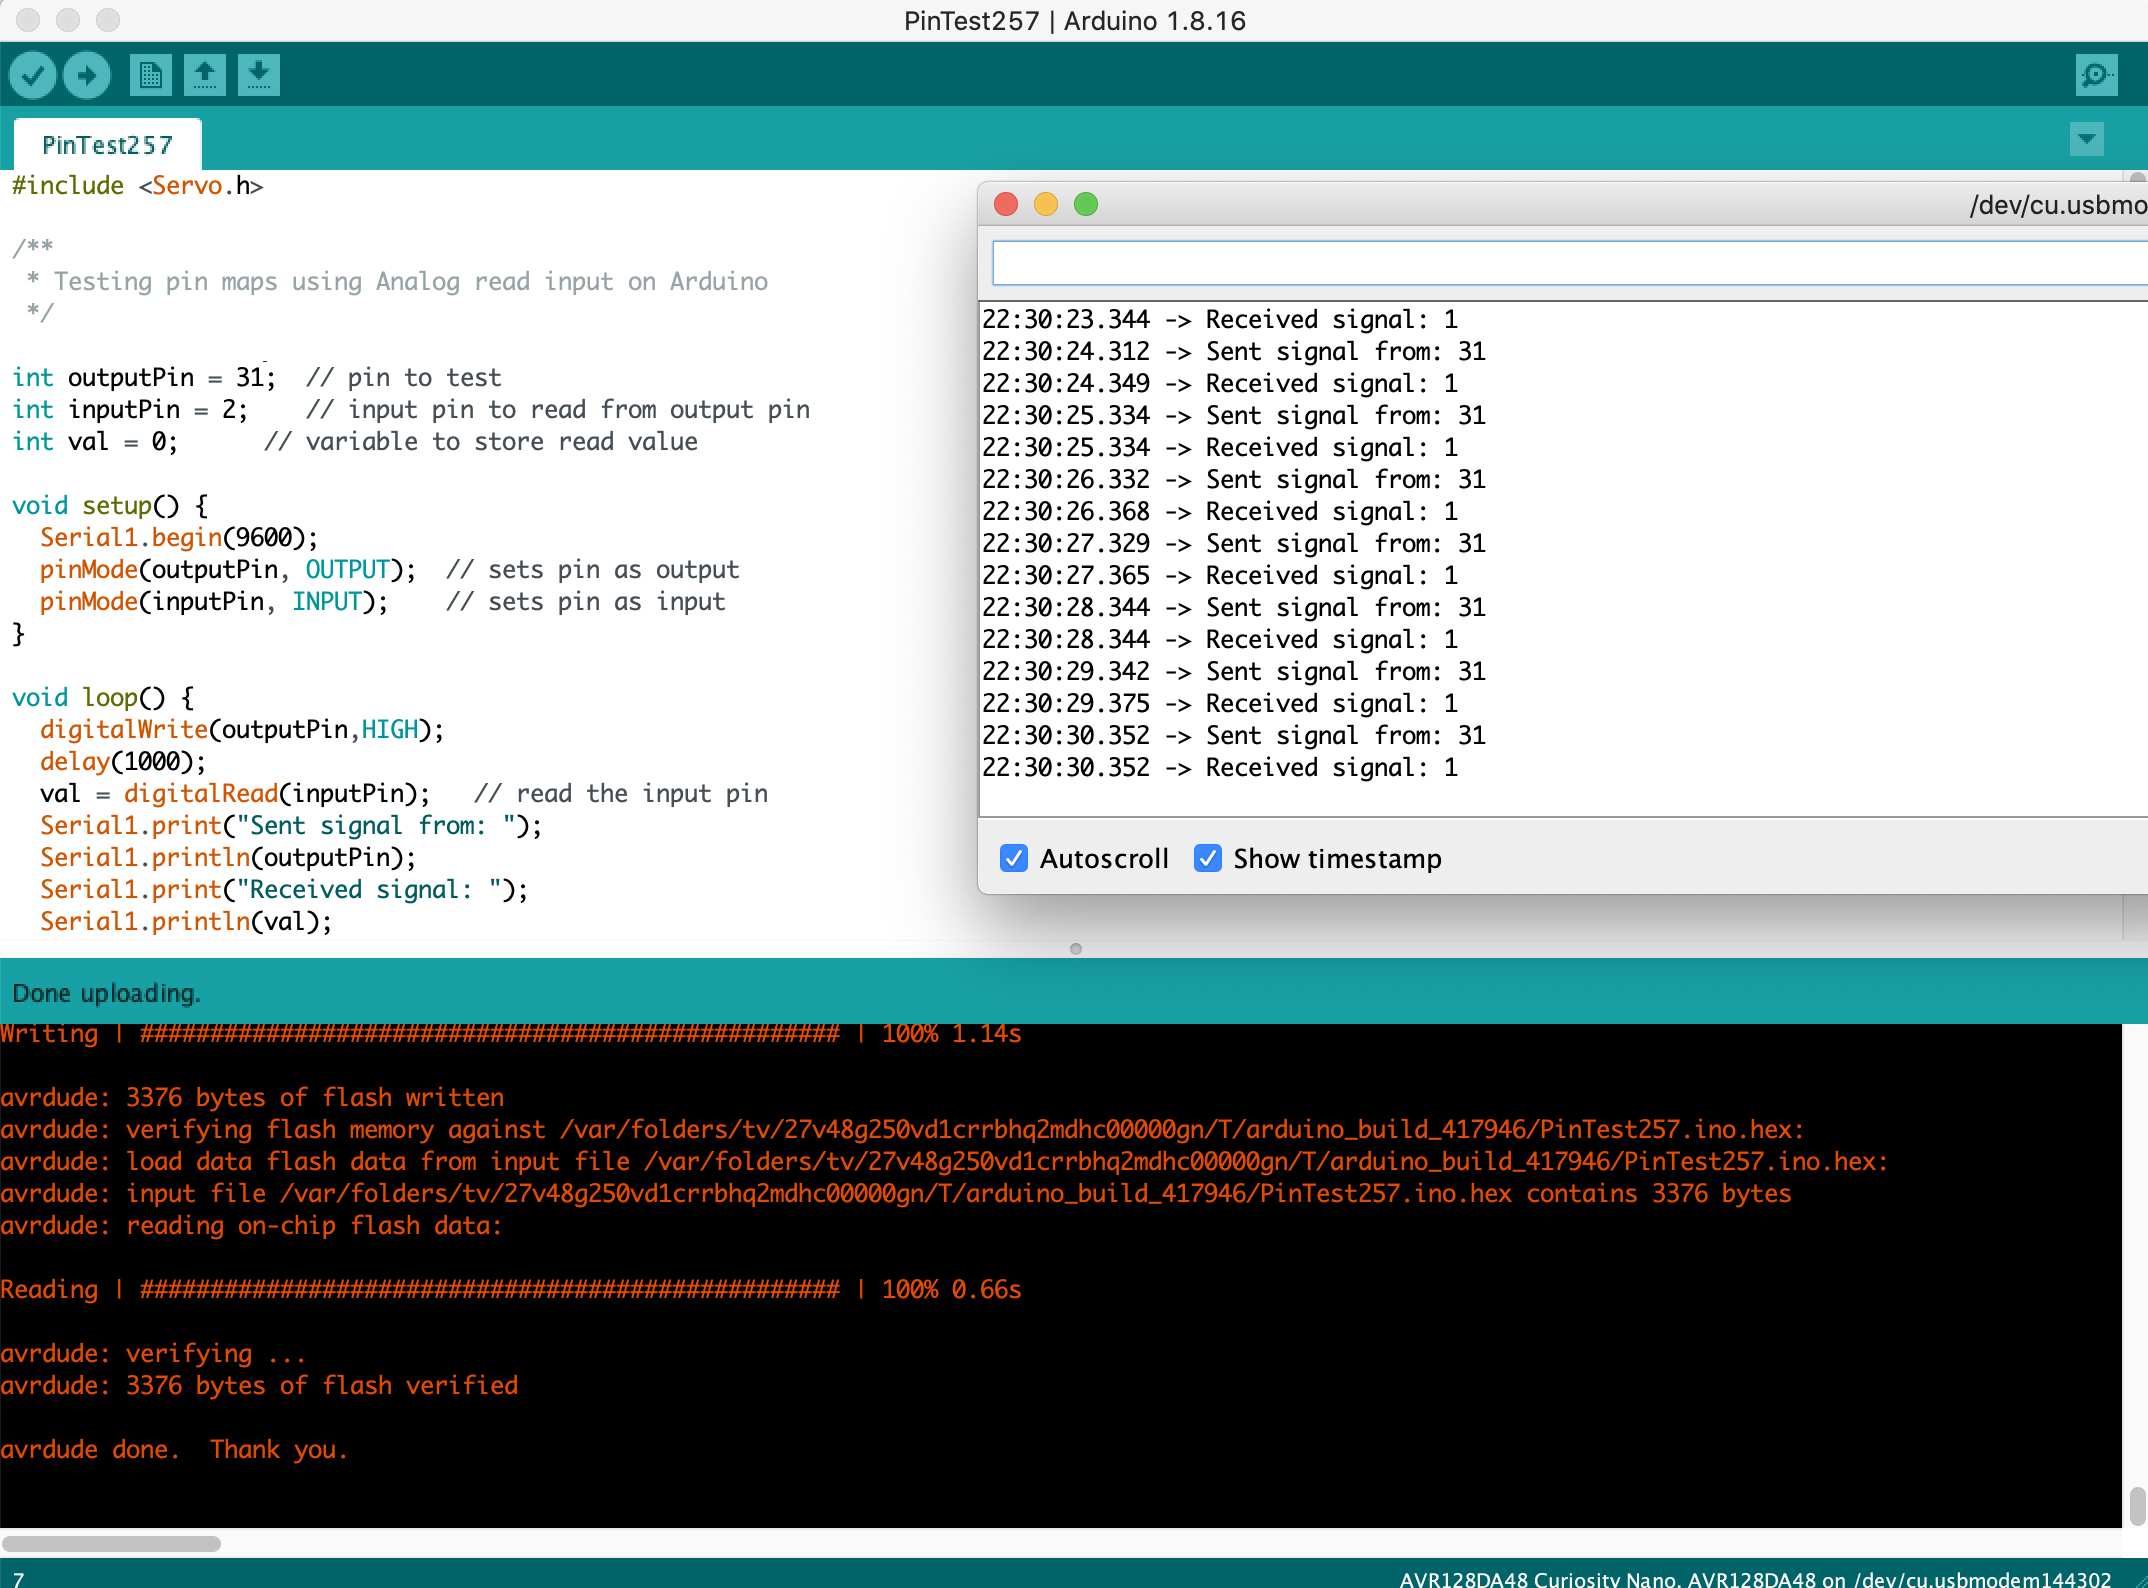 PinTest257 | Arduino 1.8.16
PinTest257
#include <Servo.h>
/**
 * Testing pin maps using Analog read input on Arduino
 */
int outputPin = 31;  // pin to test
int inputPin = 2;    // input pin to read from output pin
int val = 0;      // variable to store read value
void setup() {
  Serial1.begin(9600);
  pinMode(outputPin, OUTPUT);  // sets pin as output
  pinMode(inputPin, INPUT);    // sets pin as input
}
void loop() {
  digitalWrite(outputPin,HIGH);
  delay(1000);
  val = digitalRead(inputPin);   // read the input pin
  Serial1.print("Sent signal from: ");
  Serial1.println(outputPin);
  Serial1.print("Received signal: ");
  Serial1.println(val);
/dev/cu.usbmo
22:30:23.344 -> Received signal: 1
22:30:24.312 -> Sent signal from: 31
22:30:24.349 -> Received signal: 1
22:30:25.334 -> Sent signal from: 31
22:30:25.334 -> Received signal: 1
22:30:26.332 -> Sent signal from: 31
22:30:26.368 -> Received signal: 1
22:30:27.329 -> Sent signal from: 31
22:30:27.365 -> Received signal: 1
22:30:28.344 -> Sent signal from: 31
22:30:28.344 -> Received signal: 1
22:30:29.342 -> Sent signal from: 31
22:30:29.375 -> Received signal: 1
22:30:30.352 -> Sent signal from: 31
22:30:30.352 -> Received signal: 1
Autoscroll Show timestamp
Done uploading.
Writing | ################################################## | 100% 1.14s
avrdude: 3376 bytes of flash written
avrdude: verifying flash memory against /var/folders/tv/27v48g250vd1crrbhq2mdhc00000gn/T/arduino_build_417946/PinTest257.ino.hex:
avrdude: load data flash data from input file /var/folders/tv/27v48g250vd1crrbhq2mdhc00000gn/T/arduino_build_417946/PinTest257.ino.hex:
avrdude: input file /var/folders/tv/27v48g250vd1crrbhq2mdhc00000gn/T/arduino_build_417946/PinTest257.ino.hex contains 3376 bytes
avrdude: reading on-chip flash data:
Reading | ################################################## | 100% 0.66s
avrdude: verifying ...
avrdude: 3376 bytes of flash verified
avrdude done.  Thank you.
7
AVR128DA48 Curiosity Nano, AVR128DA48 on /dev/cu.usbmodem144302